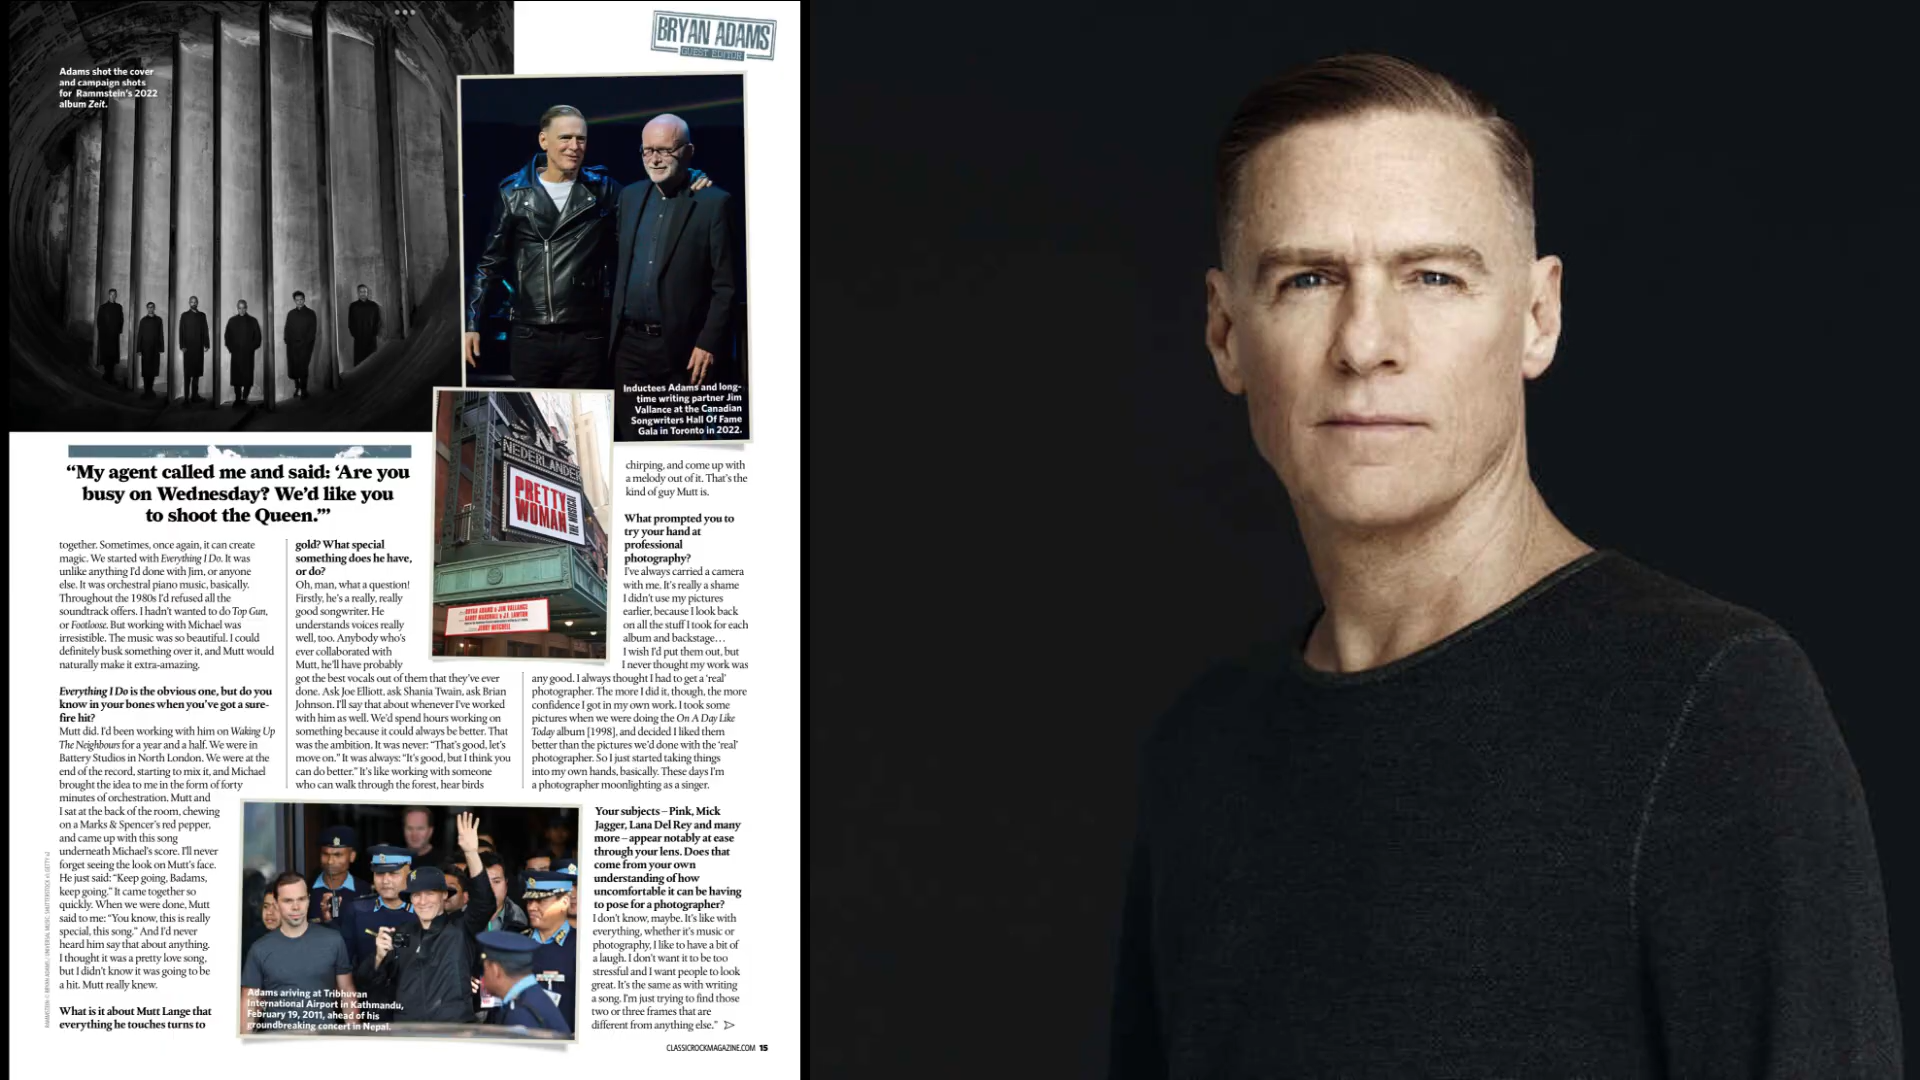 Adams shot the cover
and campaign shots
for Rammstein's 2022
album Zeit.
BRYAN ADAMS
GUEST EDITOR
Inductees Adams and long-
time writing partner Jim
Vallance at the Canadian
Songwriters Hall Of Fame
Gala in Toronto in 2022.
NEDERLANDER
PRETTY
WOMAN
THE MUSICAL
BRYAN ADAMS & JIM VALLANCE
GARRY MARSHALL & J.F. LAWTON
JERRY MITCHELL
“My agent called me and said: ‘Are you
busy on Wednesday? We’d like you
to shoot the Queen.’”
together. Sometimes, once again, it can create
magic. We started with Everything I Do. It was
unlike anything I’d done with Jim, or anyone
else. It was orchestral piano music, basically.
Throughout the 1980s I’d refused all the
soundtrack offers. I hadn’t wanted to do Top Gun,
or Footloose. But working with Michael was
irresistible. The music was so beautiful. I could
definitely busk something over it, and Mutt would
naturally make it extra-amazing.
Everything I Do is the obvious one, but do you
know in your bones when you’ve got a sure-
fire hit?
Mutt did. I’d been working with him on Waking Up
The Neighbours for a year and a half. We were in
Battery Studios in North London. We were at the
end of the record, starting to mix it, and Michael
brought the idea to me in the form of forty
minutes of orchestration. Mutt and
I sat at the back of the room, chewing
on a Marks & Spencer’s red pepper,
and came up with this song
underneath Michael’s score. I’ll never
forget seeing the look on Mutt’s face.
He just said: “Keep going, Badams,
keep going.” It came together so
quickly. When we were done, Mutt
said to me: “You know, this is really
special, this song.” And I’d never
heard him say that about anything.
I thought it was a pretty love song,
but I didn’t know it was going to be
a hit. Mutt really knew.
What is it about Mutt Lange that
everything he touches turns to
gold? What special
something does he have,
or do?
Oh, man, what a question!
Firstly, he’s a really, really
good songwriter. He
understands voices really
well, too. Anybody who’s
ever collaborated with
Mutt, he’ll have probably
got the best vocals out of them that they’ve ever
done. Ask Joe Elliott, ask Shania Twain, ask Brian
Johnson. I’ll say that about whenever I’ve worked
with him as well. We’d spend hours working on
something because it could always be better. That
was the ambition. It was never: “That’s good, let’s
move on.” It was always: “It’s good, but I think you
can do better.” It’s like working with someone
who can walk through the forest, hear birds
chirping, and come up with
a melody out of it. That’s the
kind of guy Mutt is.
What prompted you to
try your hand at
professional
photography?
I’ve always carried a camera
with me. It’s really a shame
I didn’t use my pictures
earlier, because I look back
on all the stuff I took for each
album and backstage…
I wish I’d put them out, but
I never thought my work was
any good. I always thought I had to get a ‘real’
photographer. The more I did it, though, the more
confidence I got in my own work. I took some
pictures when we were doing the On A Day Like
Today album [1998], and decided I liked them
better than the pictures we’d done with the ‘real’
photographer. So I just started taking things
into my own hands, basically. These days I’m
a photographer moonlighting as a singer.
Your subjects – Pink, Mick
Jagger, Lana Del Rey and many
more – appear notably at ease
through your lens. Does that
come from your own
understanding of how
uncomfortable it can be having
to pose for a photographer?
I don’t know, maybe. It’s like with
everything, whether it’s music or
photography, I like to have a bit of
a laugh. I don’t want it to be too
stressful and I want people to look
great. It’s the same as with writing
a song. I’m just trying to find those
two or three frames that are
different from anything else.”
Adams ariving at Tribhuvan
International Airport in Kathmandu,
February 19, 2011, ahead of his
groundbreaking concert in Nepal.
CLASSICROCKMAGAZINE.COM 15